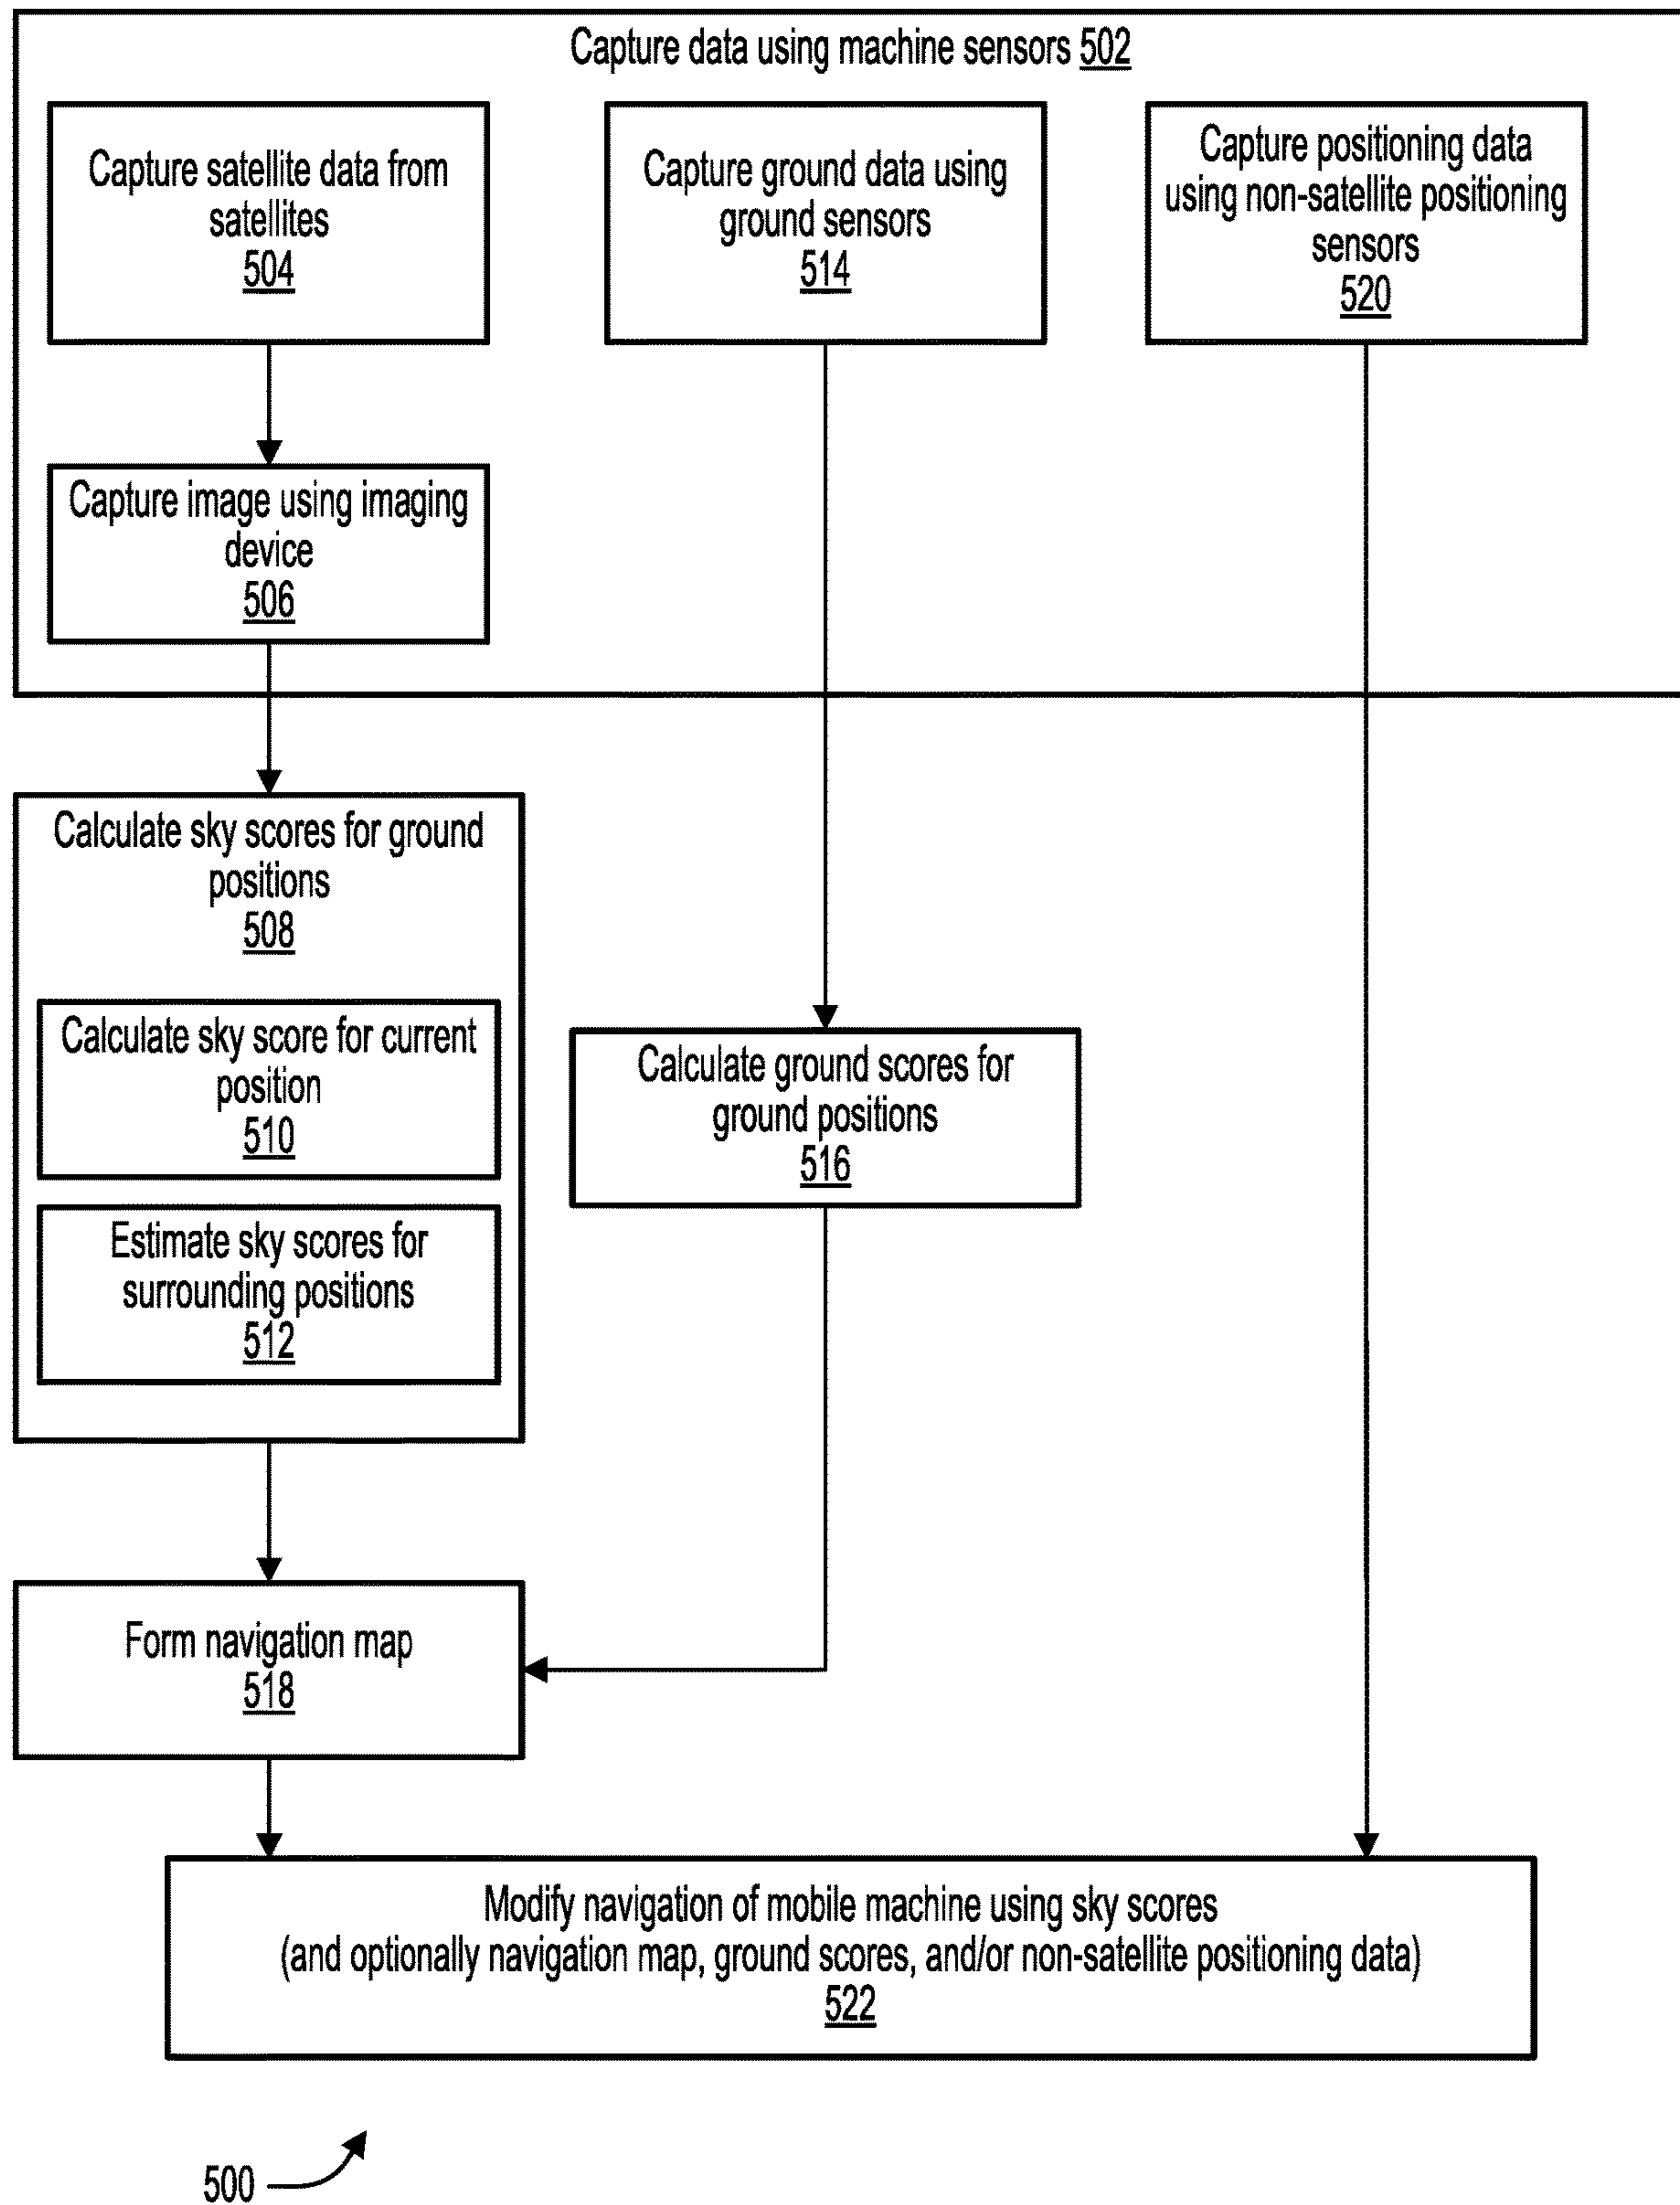 Capture data using machine sensors 502
Capture satellite data from
satellites
504
Capture ground data using
ground sensors
514
Capture positioning data
using non-satellite positioning
sensors
520
Capture image using imaging
device
506
Calculate sky scores for ground
positions
508
Calculate sky score for current
position
510
Estimate sky scores for
surrounding positions
512
Calculate ground scores for
ground positions
516
Form navigation map
518
Modify navigation of mobile machine using sky scores
(and optionally navigation map, ground scores, and/or non-satellite positioning data)
522
500